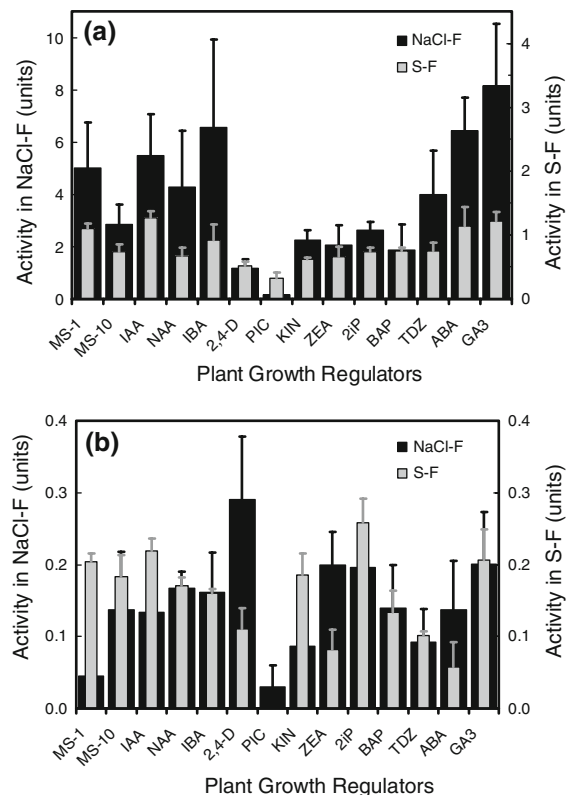 (a)
NaCl-F
S-F
Activity in NaCl-F (units)
10
8
6
4
2
0
Activity in S-F (units)
4
3
2
1
0
MS-1 MS-10 IAA NAA IBA 2,4-D PIC KIN ZEA 2iP BAP TDZ ABA GA3
Plant Growth Regulators
(b)
NaCl-F
S-F
Activity in NaCl-F (units)
0.4
0.3
0.2
0.1
0.0
Activity in S-F (units)
0.4
0.3
0.2
0.1
0.0
MS-1 MS-10 IAA NAA IBA 2,4-D PIC KIN ZEA 2iP BAP TDZ ABA GA3
Plant Growth Regulators